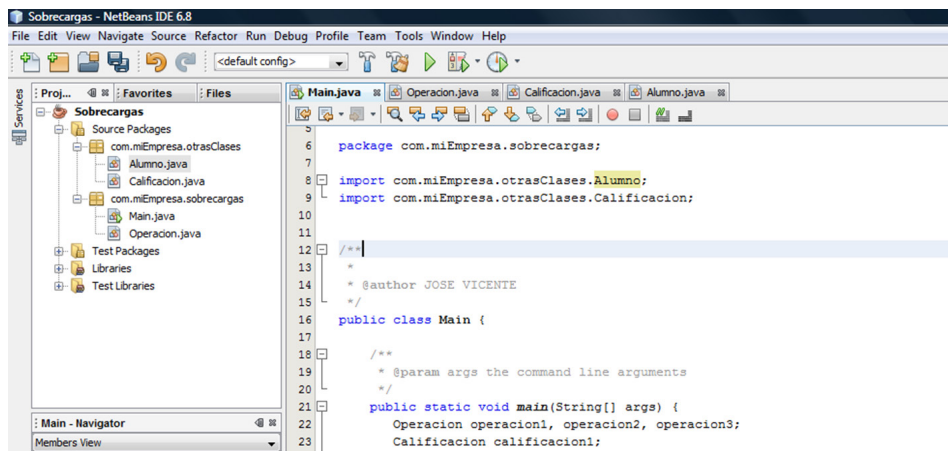 Sobrecargas - NetBeans IDE 6.8
File Edit View Navigate Source Refactor Run Debug Profile Team Tools Window Help
<default config>
Services
Proj... Favorites Files
Sobrecargas
Source Packages
com.miEmpresa.otrasClases
Alumno.java
Calificacion.java
com.miEmpresa.sobrecargas
Main.java
Operacion.java
Test Packages
Libraries
Test Libraries
Main - Navigator
Members View
Main.java Operacion.java Calificacion.java Alumno.java
5
6 package com.miEmpresa.sobrecargas;
7
8 import com.miEmpresa.otrasClases.Alumno;
9 import com.miEmpresa.otrasClases.Calificacion;
10
11
12 /**
13 *
14 * @author JOSE VICENTE
15 */
16 public class Main {
17
18 /**
19 * @param args the command line arguments
20 */
21 public static void main(String[] args) {
22 Operacion operacion1, operacion2, operacion3;
23 Calificacion calificacion1;